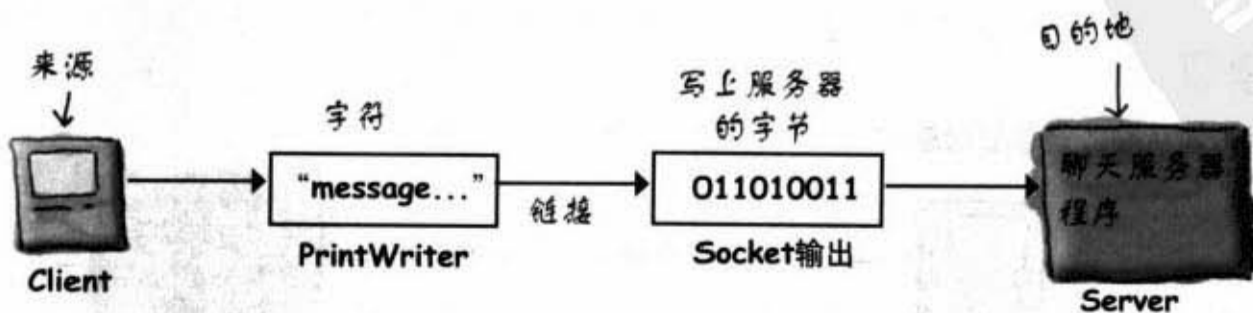 来源
目的地
字符
写上服务器
的字节
“message...”
链接
011010011
聊天服务器
程序
Client
PrintWriter
Socket输出
Server